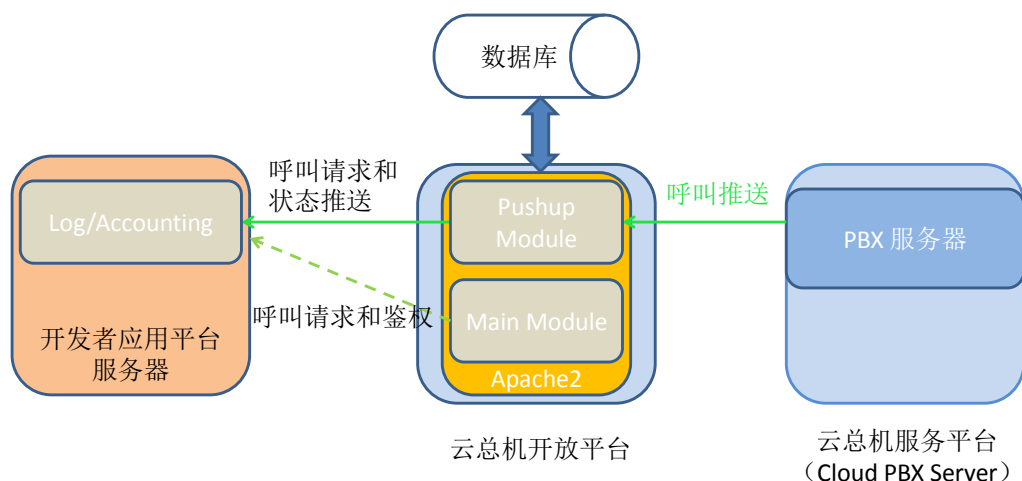 数据库
呼叫请求和
状态推送
呼叫推送
Log/Accounting
Pushup
Module
PBX 服务器
呼叫请求和鉴权
Main Module
开发者应用平台
服务器
Apache2
云总机开放平台
云总机服务平台
（Cloud PBX Server）